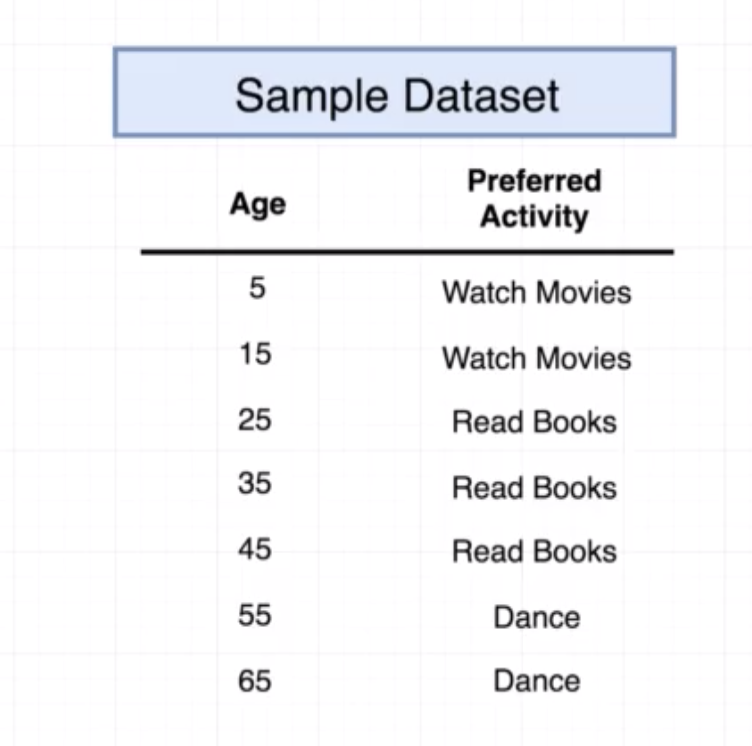 Sample Dataset
Age Preferred
Activity
5 Watch Movies
15 Watch Movies
25 Read Books
35 Read Books
45 Read Books
55 Dance
65 Dance